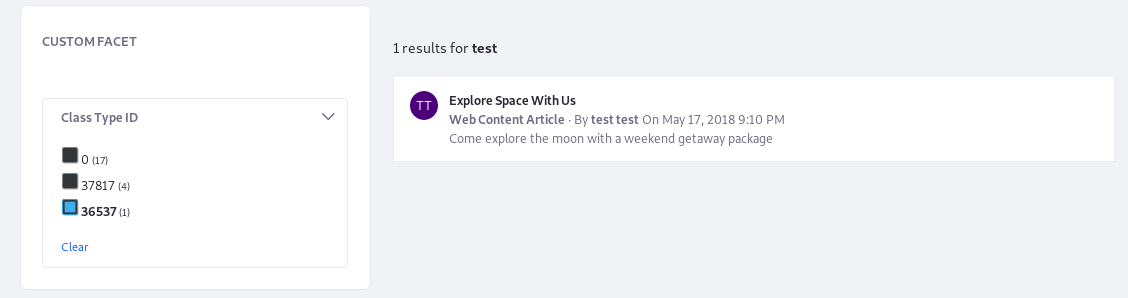 CUSTOM FACET
Class Type ID
0 (17)
37817 (4)
36537 (1)
Clear
1 results for test
TT
Explore Space With Us
Web Content Article · By test test On May 17, 2018 9:10 PM
Come explore the moon with a weekend getaway package